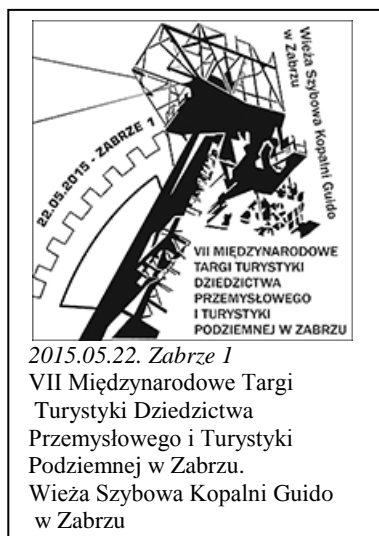 Wieża Szybowa Kopalni Guido
w Zabrzu
22.05.2015 - ZABRZE 1
VII MIĘDZYNARODOWE
TARGI TURYSTYKI
DZIEDZICTWA
PRZEMYSŁOWEGO
I TURYSTYKI
PODZIEMNEJ W ZABRZU
2015.05.22. Zabrze 1
VII Międzynarodowe Targi
Turystyki Dziedzictwa
Przemysłowego i Turystyki
Podziemnej w Zabrzu.
Wieża Szybowa Kopalni Guido
w Zabrzu